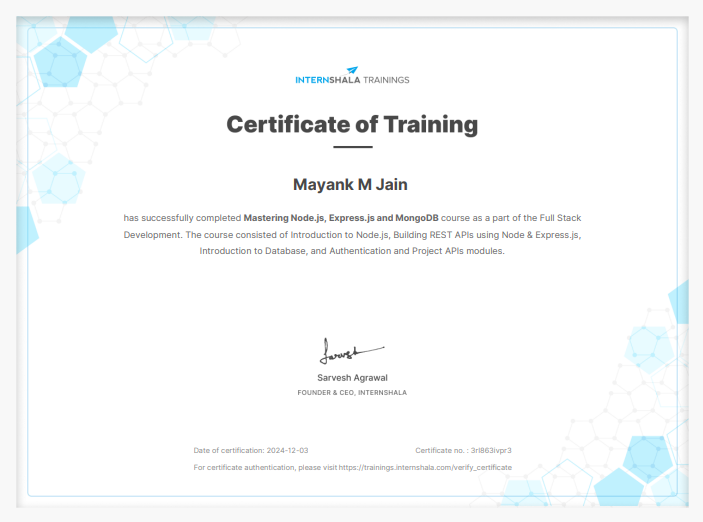 INTERNSHALA TRAININGS
Certificate of Training
Mayank M Jain
has successfully completed Mastering Node.js, Express.js and MongoDB course as a part of the Full Stack
Development. The course consisted of Introduction to Node.js, Building REST APIs using Node & Express.js,
Introduction to Database, and Authentication and Project APIs modules.
Sarvesh
Sarvesh Agrawal
FOUNDER & CEO, INTERNSHALA
Date of certification: 2024-12-03 Certificate no. : 3rl863ivpr3
For certificate authentication, please visit https://trainings.internshala.com/verify_certificate